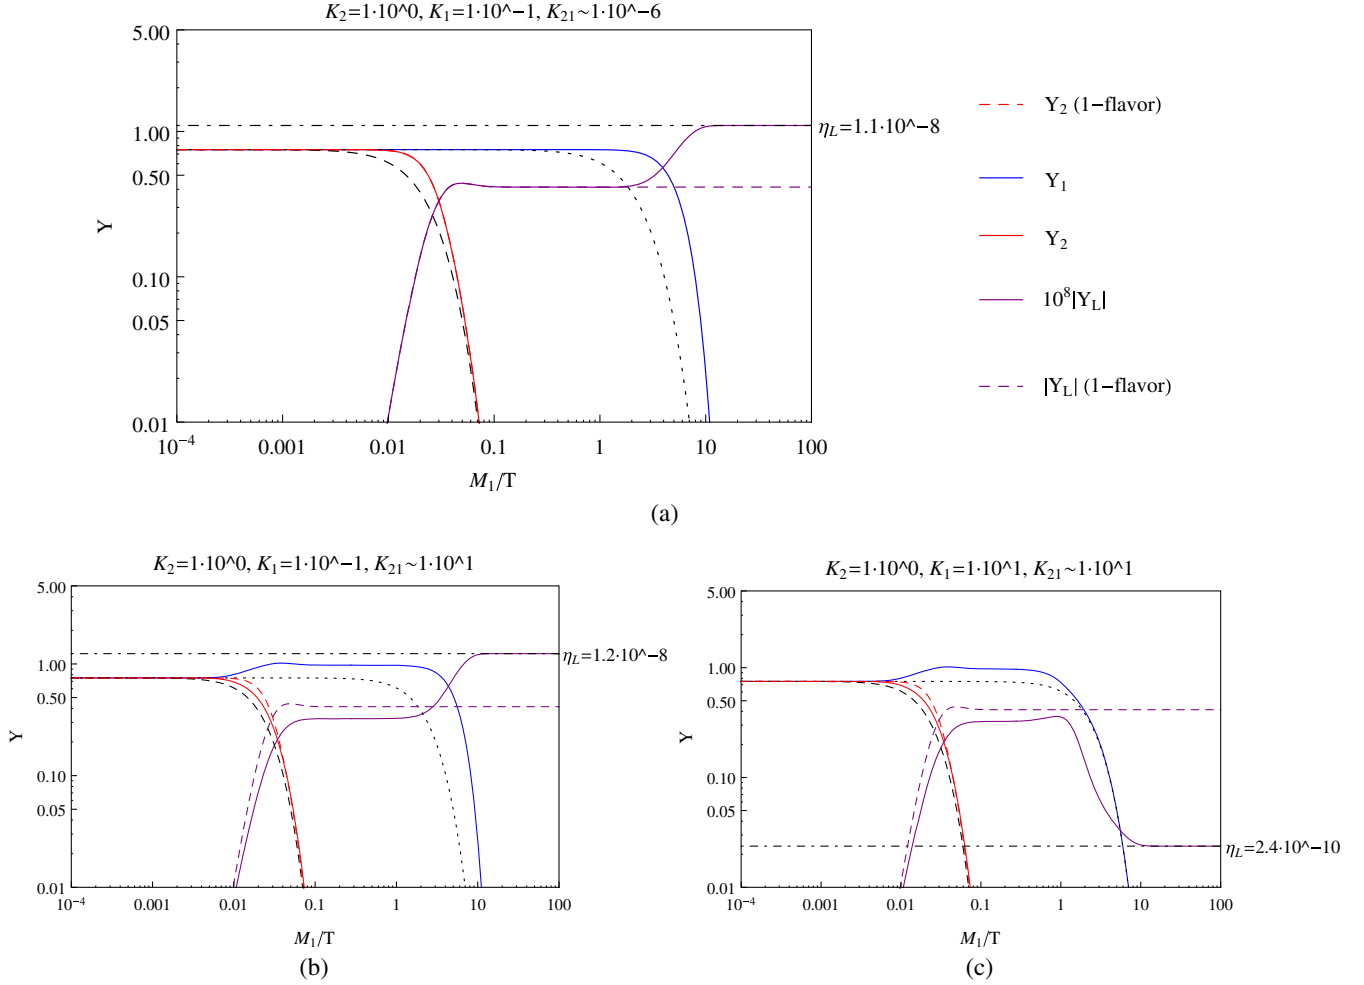 K₂=1·10^0, K₁=1·10^−1, K₂₁~1·10^−6
5.00
1.00
0.50
0.10
0.05
0.01
Y
10⁻⁴
0.001
0.01
0.1
1
10
100
M₁/T
η_L=1.1·10^−8
Y₂ (1−flavor)
Y₁
Y₂
10⁸|Y_L|
|Y_L| (1−flavor)
(a)
K₂=1·10^0, K₁=1·10^−1, K₂₁~1·10^1
5.00
1.00
0.50
0.10
0.05
0.01
Y
10⁻⁴
0.001
0.01
0.1
1
10
100
M₁/T
η_L=1.2·10^−8
(b)
K₂=1·10^0, K₁=1·10^1, K₂₁~1·10^1
5.00
1.00
0.50
0.10
0.05
0.01
Y
10⁻⁴
0.001
0.01
0.1
1
10
100
M₁/T
η_L=2.4·10^−10
(c)